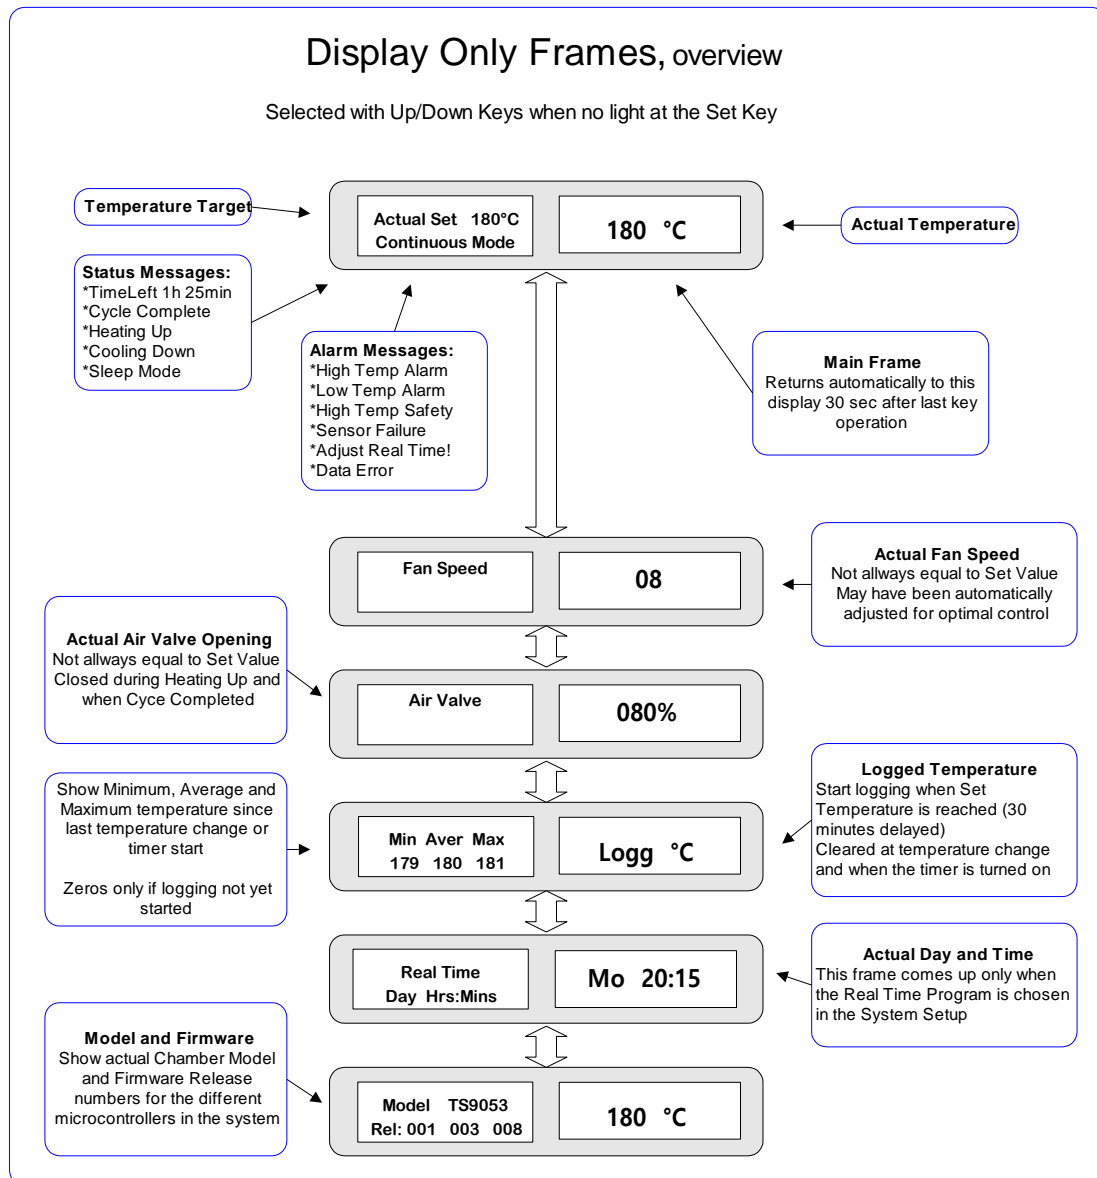 Display Only Frames, overview
Selected with Up/Down Keys when no light at the Set Key
Temperature Target
Actual Set 180°C
Continuous Mode
180 °C
Actual Temperature
Status Messages:
*TimeLeft 1h 25min
*Cycle Complete
*Heating Up
*Cooling Down
*Sleep Mode
Alarm Messages:
*High Temp Alarm
*Low Temp Alarm
*High Temp Safety
*Sensor Failure
*Adjust Real Time!
*Data Error
Main Frame
Returns automatically to this
display 30 sec after last key
operation
Fan Speed
08
Actual Fan Speed
Not allways equal to Set Value
May have been automatically
adjusted for optimal control
Actual Air Valve Opening
Not allways equal to Set Value
Closed during Heating Up and
when Cyce Completed
Air Valve
080%
Show Minimum, Average and
Maximum temperature since
last temperature change or
timer start
Zeros only if logging not yet
started
Min Aver Max
179 180 181
Logg °C
Logged Temperature
Start logging when Set
Temperature is reached (30
minutes delayed)
Cleared at temperature change
and when the timer is turned on
Real Time
Day Hrs:Mins
Mo 20:15
Actual Day and Time
This frame comes up only when
the Real Time Program is chosen
in the System Setup
Model and Firmware
Show actual Chamber Model
and Firmware Release
numbers for the different
microcontrollers in the system
Model TS9053
Rel: 001 003 008
180 °C